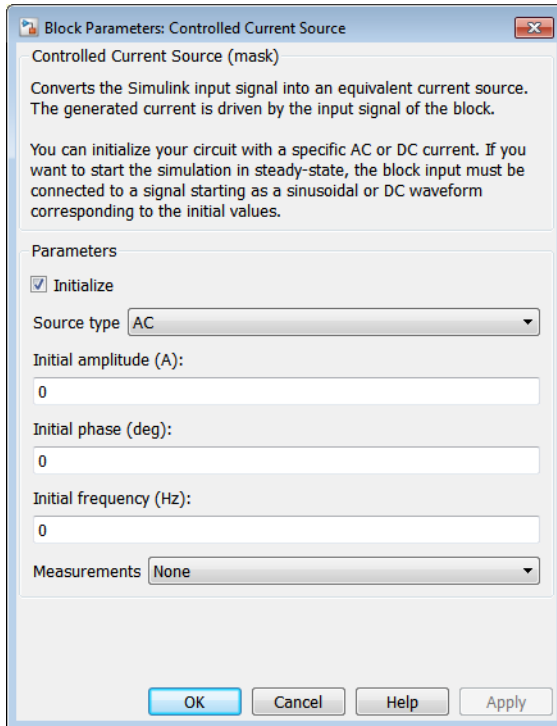 Block Parameters: Controlled Current Source
Controlled Current Source (mask)
Converts the Simulink input signal into an equivalent current source.
The generated current is driven by the input signal of the block.
You can initialize your circuit with a specific AC or DC current. If you
want to start the simulation in steady-state, the block input must be
connected to a signal starting as a sinusoidal or DC waveform
corresponding to the initial values.
Parameters
Initialize
Source type AC
Initial amplitude (A):
0
Initial phase (deg):
0
Initial frequency (Hz):
0
Measurements None
OK Cancel Help Apply